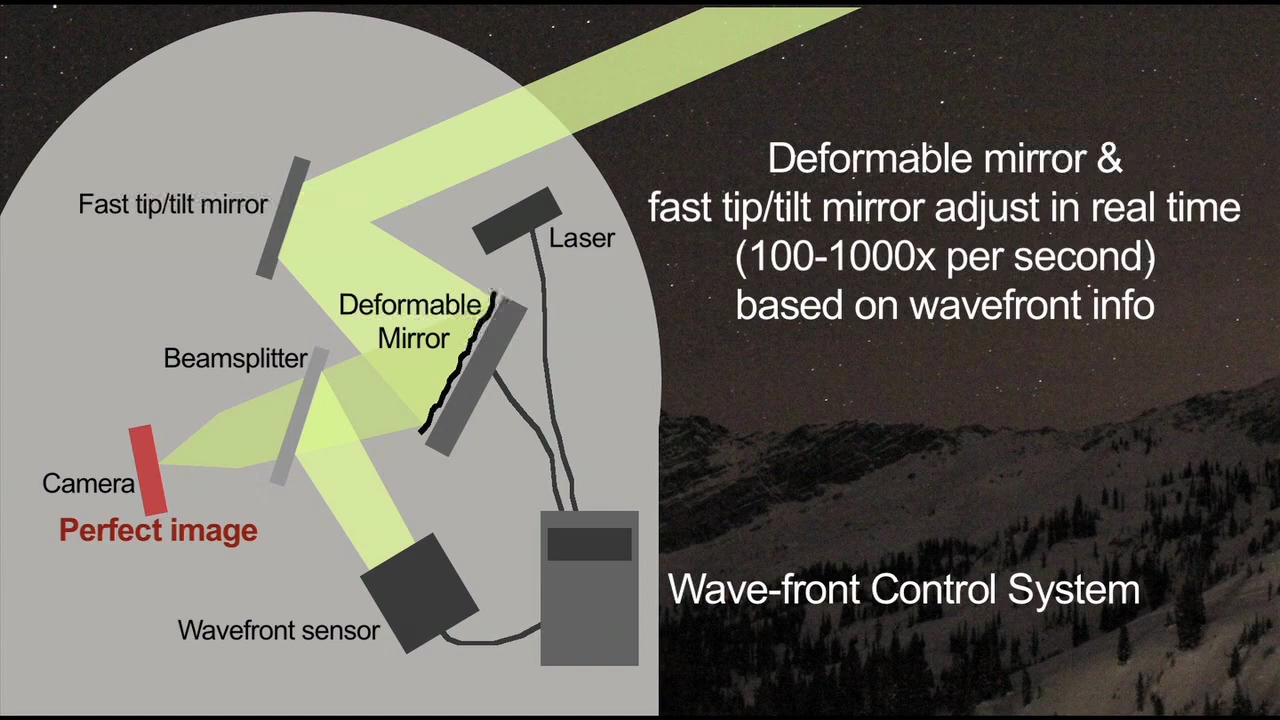 Deformable mirror &
fast tip/tilt mirror adjust in real time
(100-1000x per second)
based on wavefront info
Fast tip/tilt mirror
Laser
Deformable
Mirror
Beamsplitter
Camera
Perfect image
Wavefront sensor
Wave-front Control System